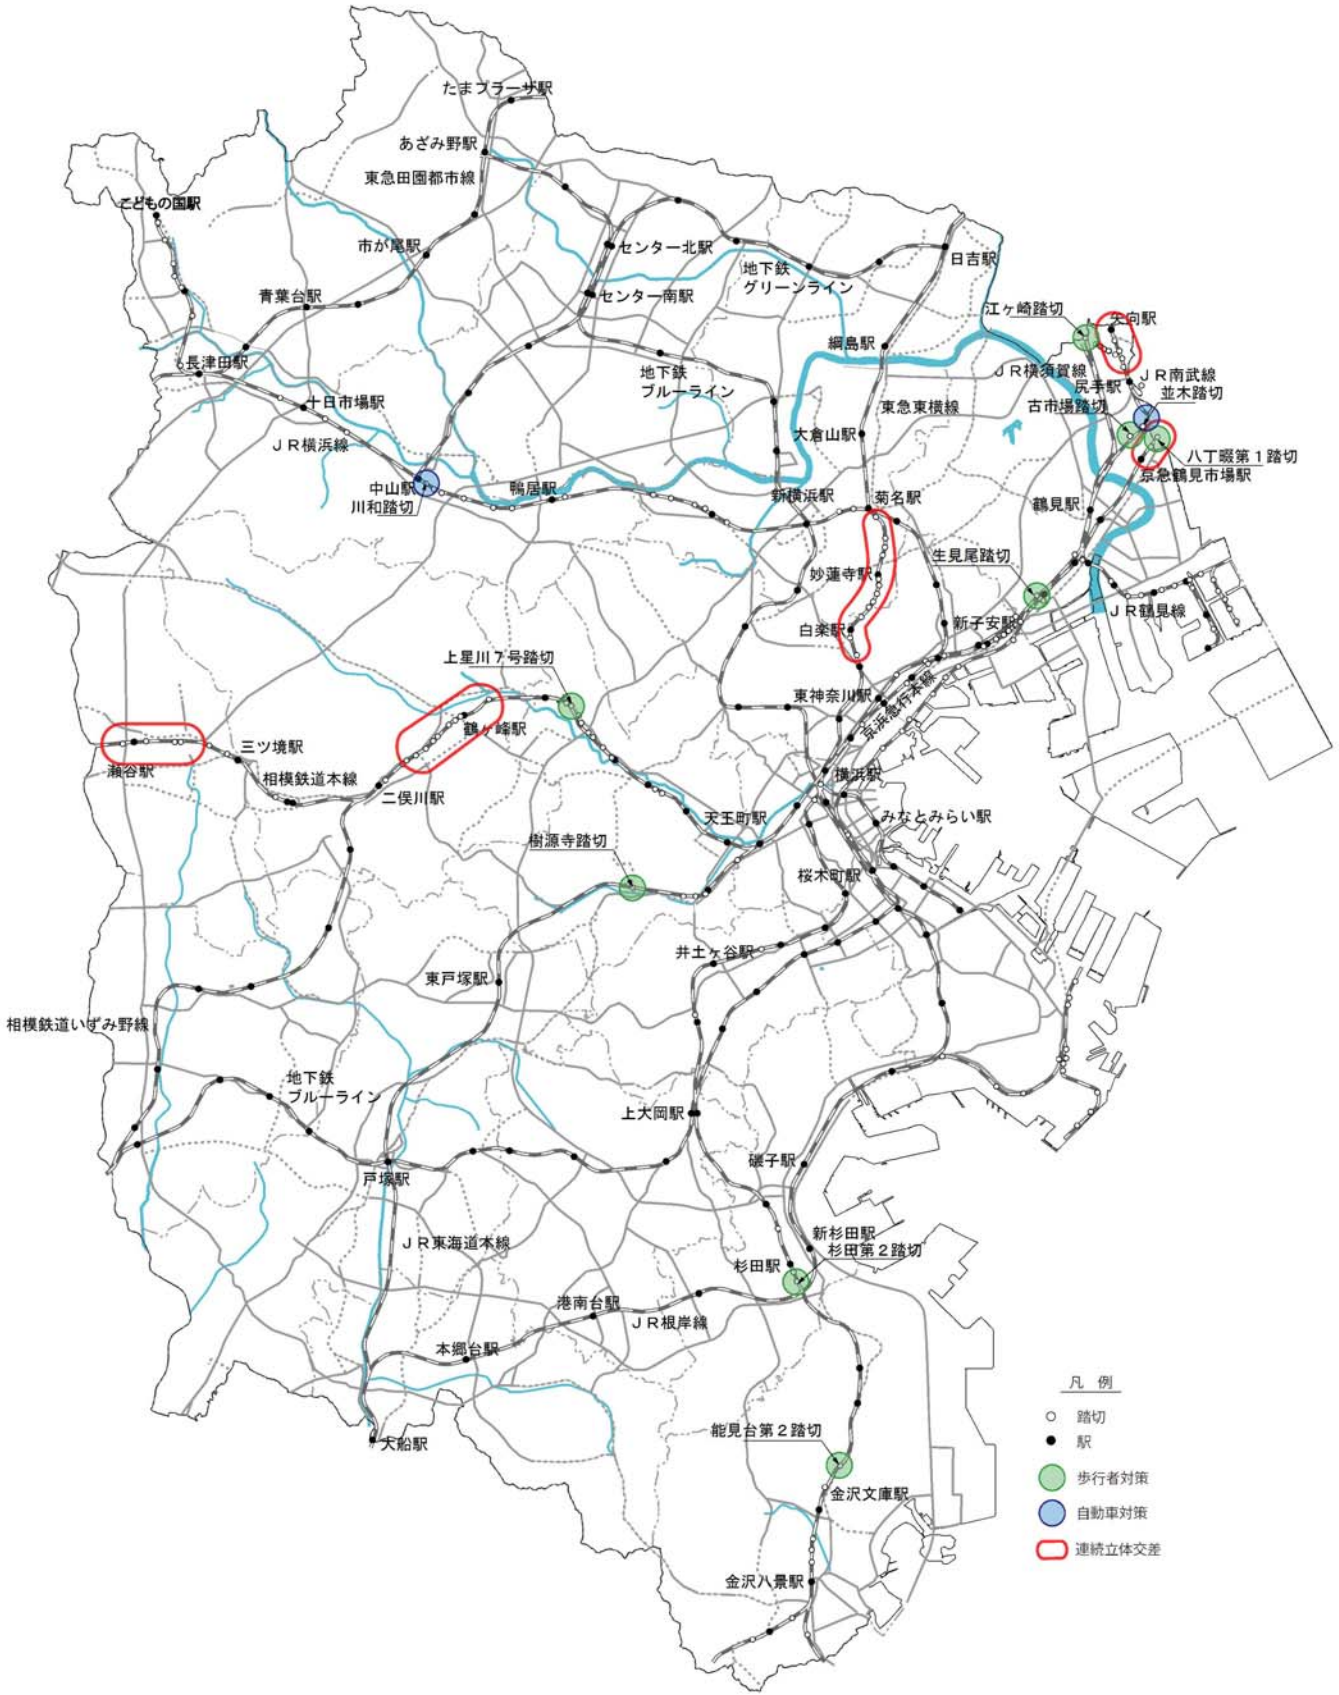 たまプラーザ駅
あざみ野駅
東急田園都市線
こどもの国駅
市が尾駅
センター北駅
日吉駅
地下鉄
グリーンライン
青葉台駅
センター南駅
江ヶ崎踏切
矢向駅
綱島駅
長津田駅
地下鉄
ブルーライン
JR横須賀線
JR南武線
尻手駅
並木踏切
十日市場駅
東急東横線
古市場踏切
JR横浜線
大倉山駅
八丁畷第1踏切
京急鶴見市場駅
中山駅
川和踏切
鴨居駅
新横浜駅
菊名駅
鶴見駅
生見尾踏切
妙蓮寺駅
JR鶴見線
白楽駅
新子安駅
上星川7号踏切
東神奈川駅
京浜急行本線
鶴ヶ峰駅
三ツ境駅
瀬谷駅
相模鉄道本線
二俣川駅
横浜駅
天王町駅
みなとみらい駅
樹源寺踏切
桜木町駅
井土ヶ谷駅
東戸塚駅
相模鉄道いずみ野線
地下鉄
ブルーライン
上大岡駅
磯子駅
戸塚駅
JR東海道本線
新杉田駅
杉田第2踏切
杉田駅
港南台駅
JR根岸線
本郷台駅
大船駅
能見台第2踏切
金沢文庫駅
金沢八景駅
凡 例
踏切
駅
歩行者対策
自動車対策
連続立体交差